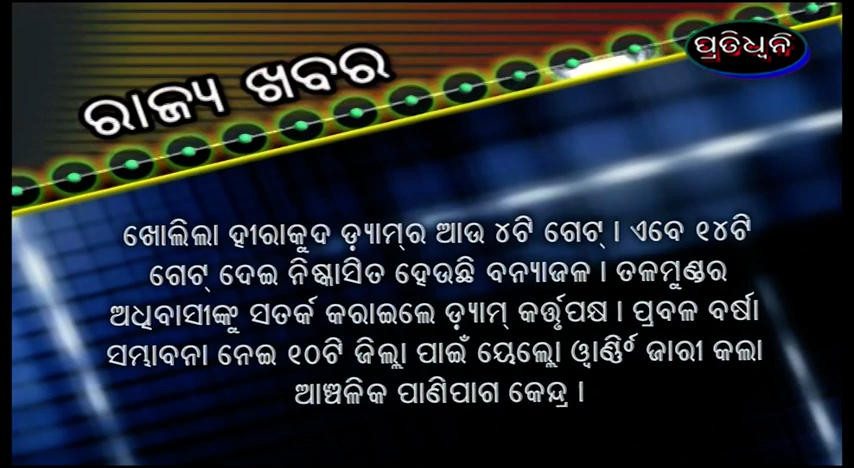 ପ୍ରତିଧ୍ୱନି
ରାଜ୍ୟ ଖବର
ଖୋଲିଲା ହୀରାକୁଦ ଡ୍ୟାମ୍‌ର ଆଉ ୪ଟି ଗେଟ୍ । ଏବେ ୧୪ଟି
ଗେଟ୍ ଦେଇ ନିଷ୍କାସିତ ହେଉଛି ବନ୍ୟାଜଳ । ତଳମୁଣ୍ଡର
ଅଧିବାସୀଙ୍କୁ ସତର୍କ କରାଇଲେ ଡ଼୍ୟାମ୍ କର୍ତ୍ତୃପକ୍ଷ । ପ୍ରବଳ ବର୍ଷା
ସମ୍ଭାବନା ନେଇ ୧୦ଟି ଜିଲ୍ଲା ପାଇଁ ୟେଲ୍ଲୋ ୱାର୍ଣ୍ଣିଂ ଜାରୀ କଲା
ଆଞ୍ଚଳିକ ପାଣିପାଗ କେନ୍ଦ୍ର ।